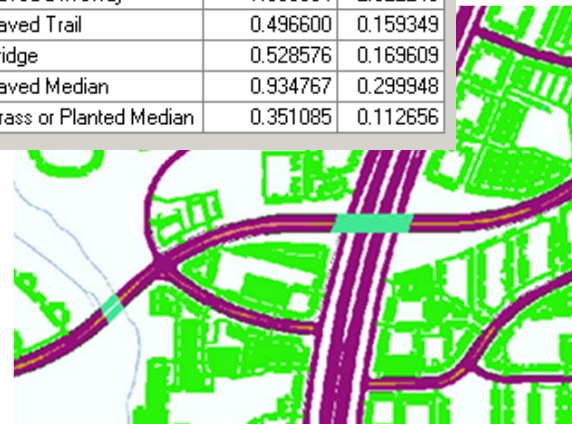 aved Trail 0.496600 0.159349
ridge 0.528576 0.169609
aved Median 0.934767 0.299948
rass or Planted Median 0.351085 0.112656